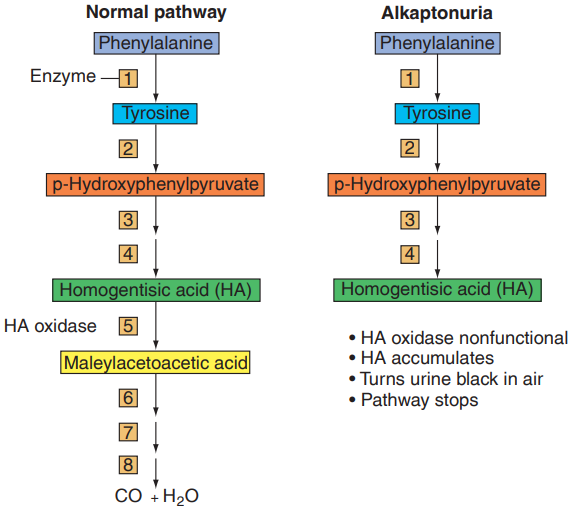 Normal pathway
Phenylalanine
Enzyme
1
Tyrosine
2
p-Hydroxyphenylpyruvate
3
4
Homogentisic acid (HA)
HA oxidase
5
Maleylacetoacetic acid
6
7
8
CO + H₂O
Alkaptonuria
Phenylalanine
1
Tyrosine
2
p-Hydroxyphenylpyruvate
3
4
Homogentisic acid (HA)
• HA oxidase nonfunctional
• HA accumulates
• Turns urine black in air
• Pathway stops